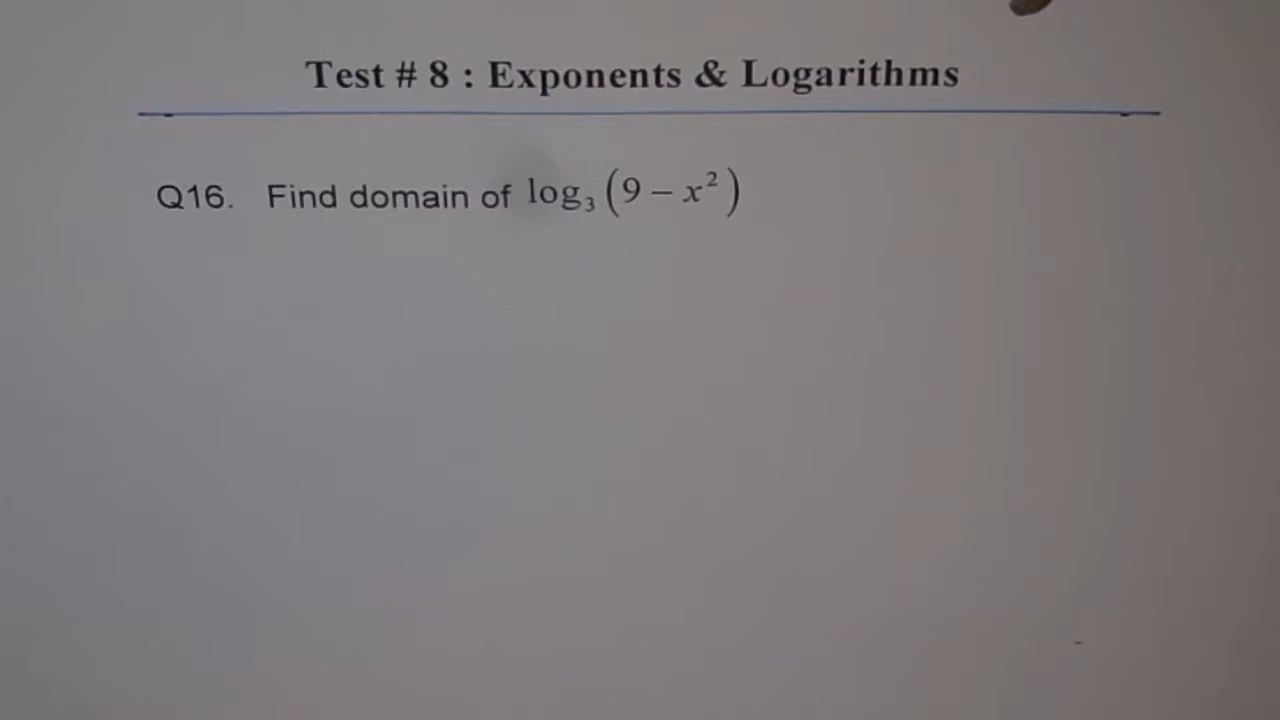 Test # 8 : Exponents & Logarithms
Q16. Find domain of log₃ (9 − x²)